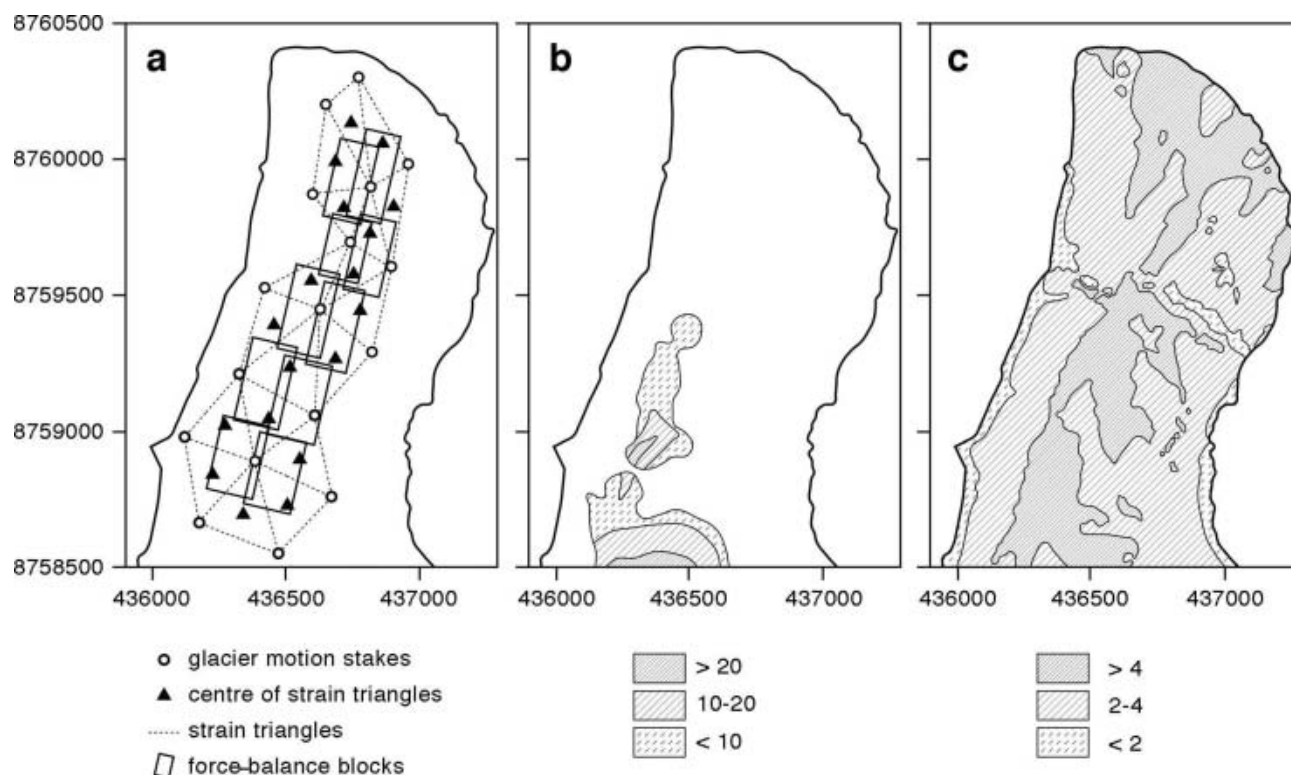 8760500
a
b
c
8760000
8759500
8759000
8758500
436000 436500 437000
436000 436500 437000
436000 436500 437000
glacier motion stakes
centre of strain triangles
strain triangles
force-balance blocks
> 20
10-20
< 10
> 4
2-4
< 2